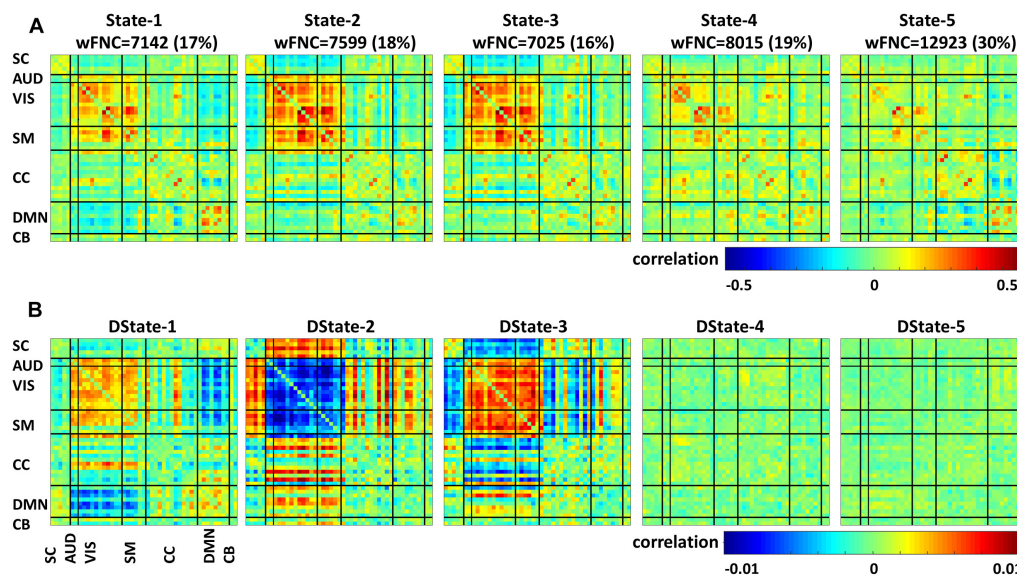 A
State-1 State-2 State-3 State-4 State-5
wFNC=7142 (17%) wFNC=7599 (18%) wFNC=7025 (16%) wFNC=8015 (19%) wFNC=12923 (30%)
SC
AUD
VIS
SM
CC
DMN
CB
correlation
-0.5 0 0.5
B
DState-1 DState-2 DState-3 DState-4 DState-5
SC
AUD
VIS
SM
CC
DMN
CB
SC AUD VIS SM CC DMN CB
correlation
-0.01 0 0.01